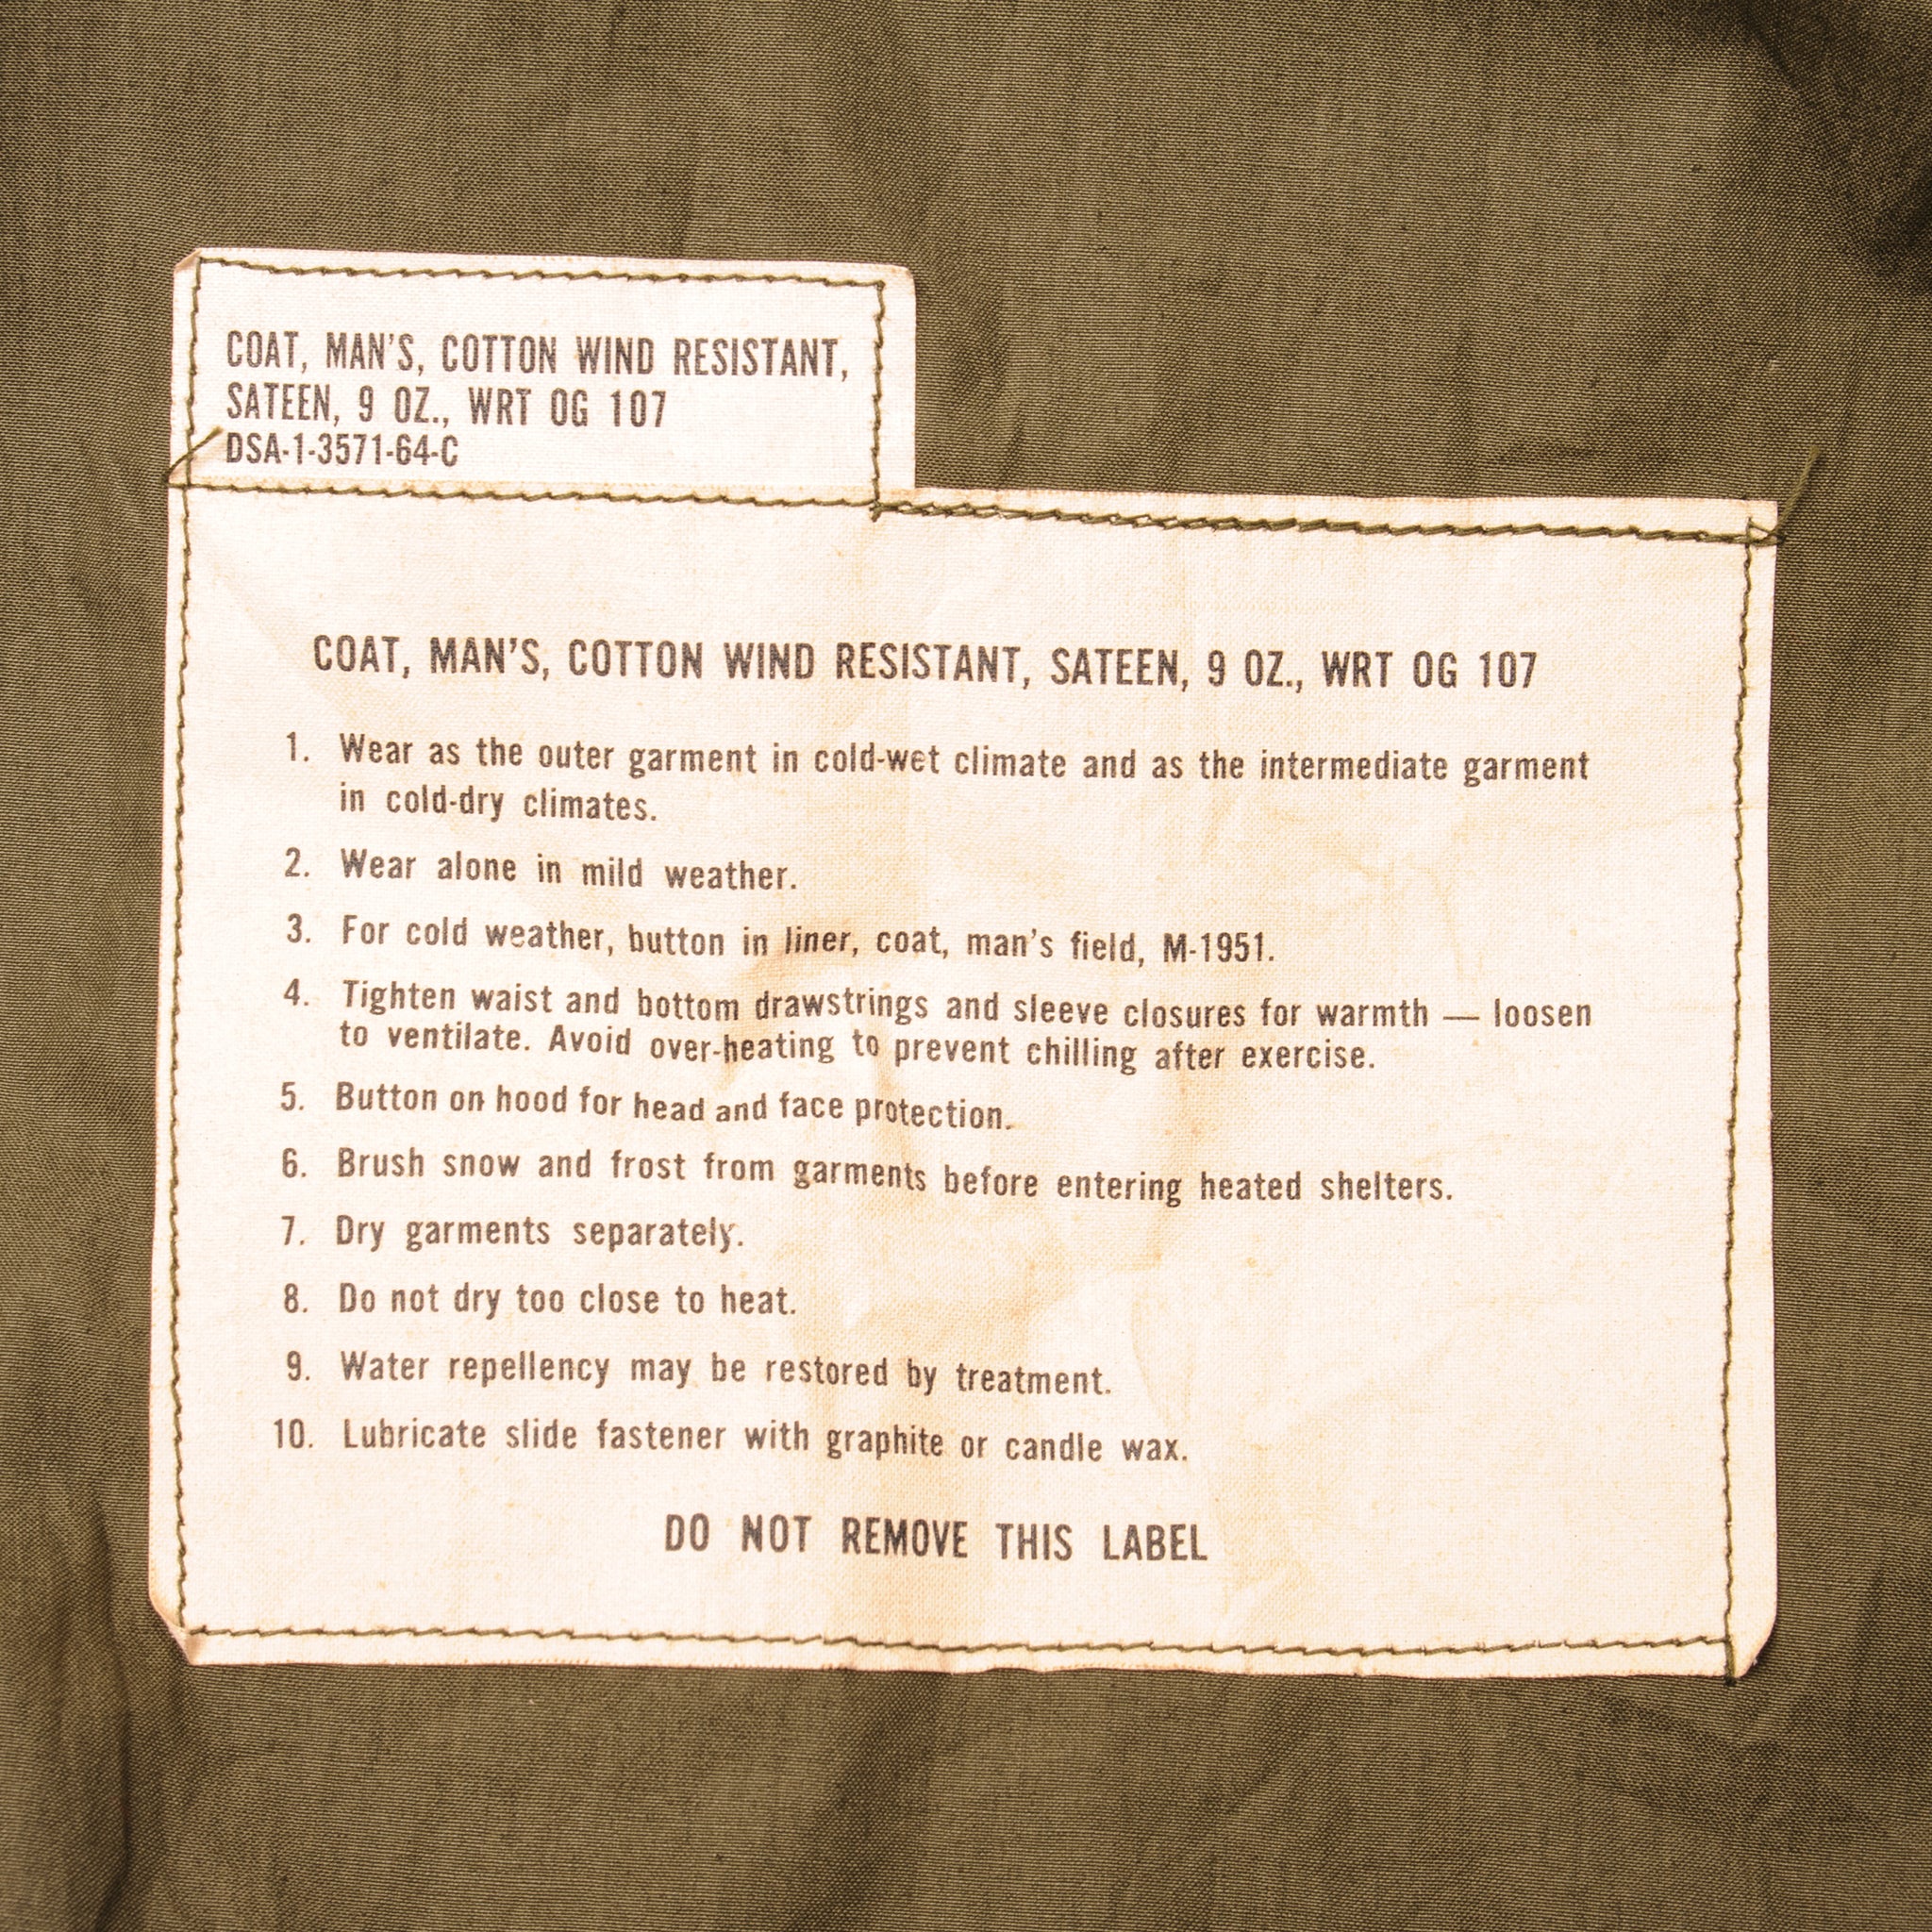 COAT, MAN'S, COTTON WIND RESISTANT,
SATEEN, 9 OZ., WRT OG 107
DSA-1-3571-64-C
COAT, MAN'S, COTTON WIND RESISTANT, SATEEN, 9 OZ., WRT OG 107
1. Wear as the outer garment in cold-wet climate and as the intermediate garment
in cold-dry climates.
2. Wear alone in mild weather.
3. For cold weather, button in liner, coat, man's field, M-1951.
4. Tighten waist and bottom drawstrings and sleeve closures for warmth — loosen
to ventilate. Avoid over-heating to prevent chilling after exercise.
5. Button on hood for head and face protection.
6. Brush snow and frost from garments before entering heated shelters.
7. Dry garments separately.
8. Do not dry too close to heat.
9. Water repellency may be restored by treatment.
10. Lubricate slide fastener with graphite or candle wax.
DO NOT REMOVE THIS LABEL